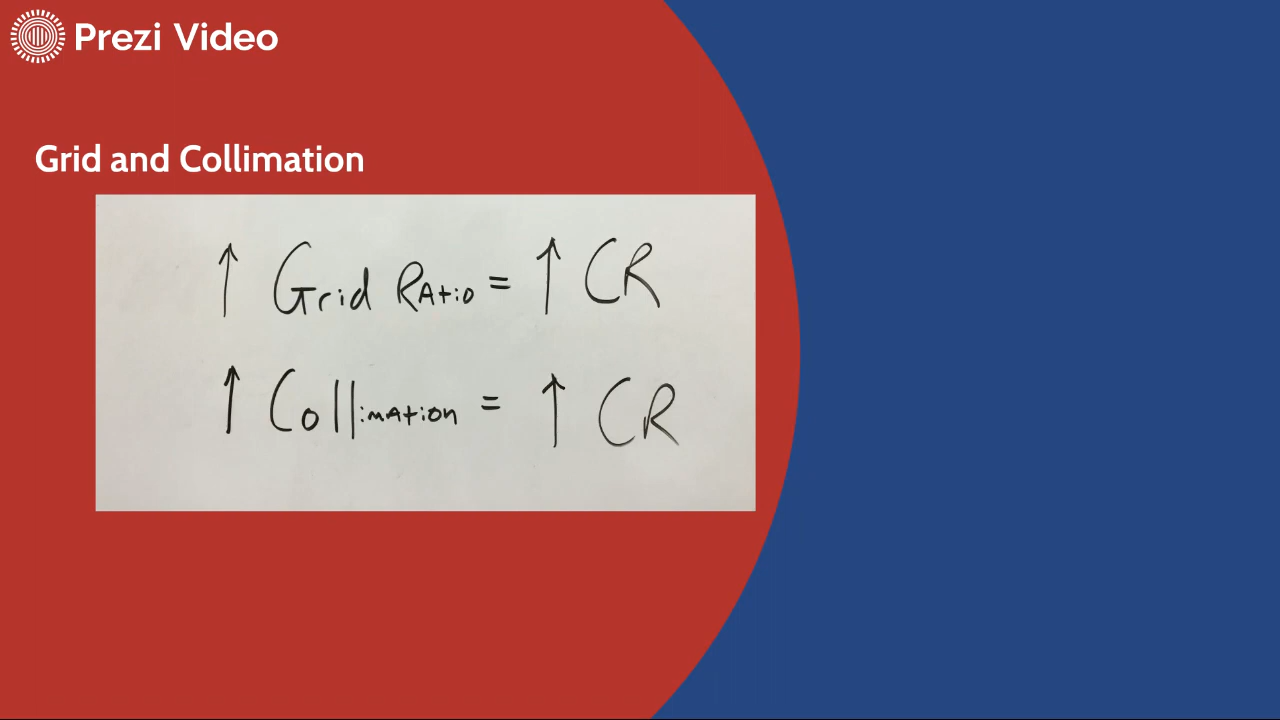 Prezi Video
Grid and Collimation
↑ Grid Ratio = ↑ CR
↑ Collimation = ↑ CR